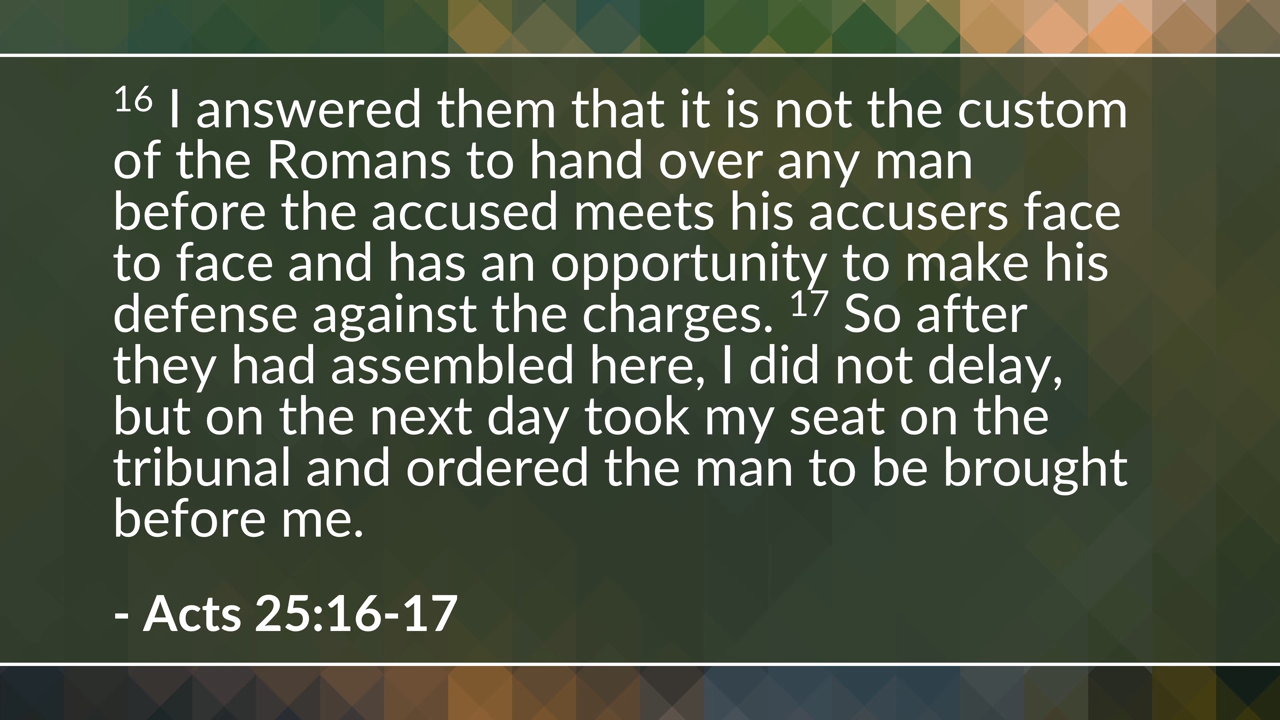 16 I answered them that it is not the custom
of the Romans to hand over any man
before the accused meets his accusers face
to face and has an opportunity to make his
defense against the charges. 17 So after
they had assembled here, I did not delay,
but on the next day took my seat on the
tribunal and ordered the man to be brought
before me.
- Acts 25:16-17